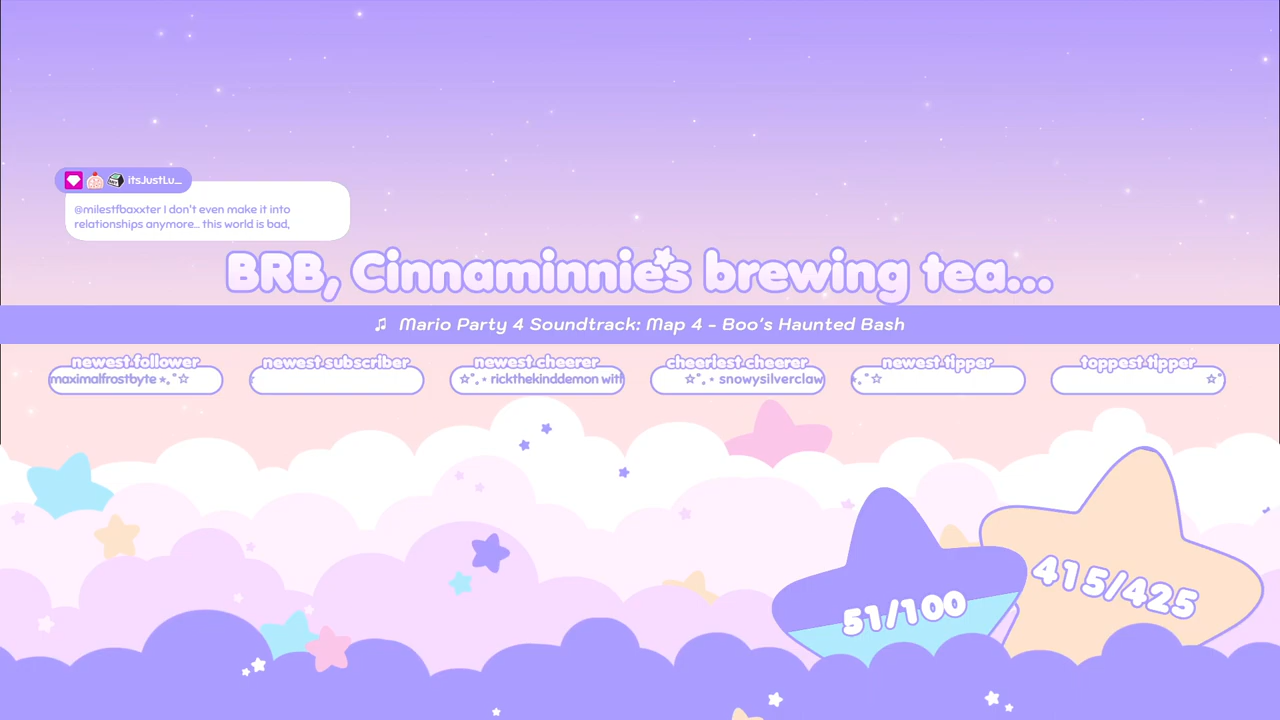 itsJustLu_
@milestfbaxxter I don't even make it into
relationships anymore... this world is bad,
BRB, Cinnaminnie's brewing tea...
♫ Mario Party 4 Soundtrack: Map 4 - Boo's Haunted Bash
newest follower
newest subscriber
newest cheerer
cheeriest cheerer
newest tipper
toppest tipper
maximalfrostbyte ⭑｡˚☆
☆˚｡⭑ rickthekinddemon with
☆˚｡⭑ snowysilverclaw
⭑｡˚☆
☆˚
51/100
415/425